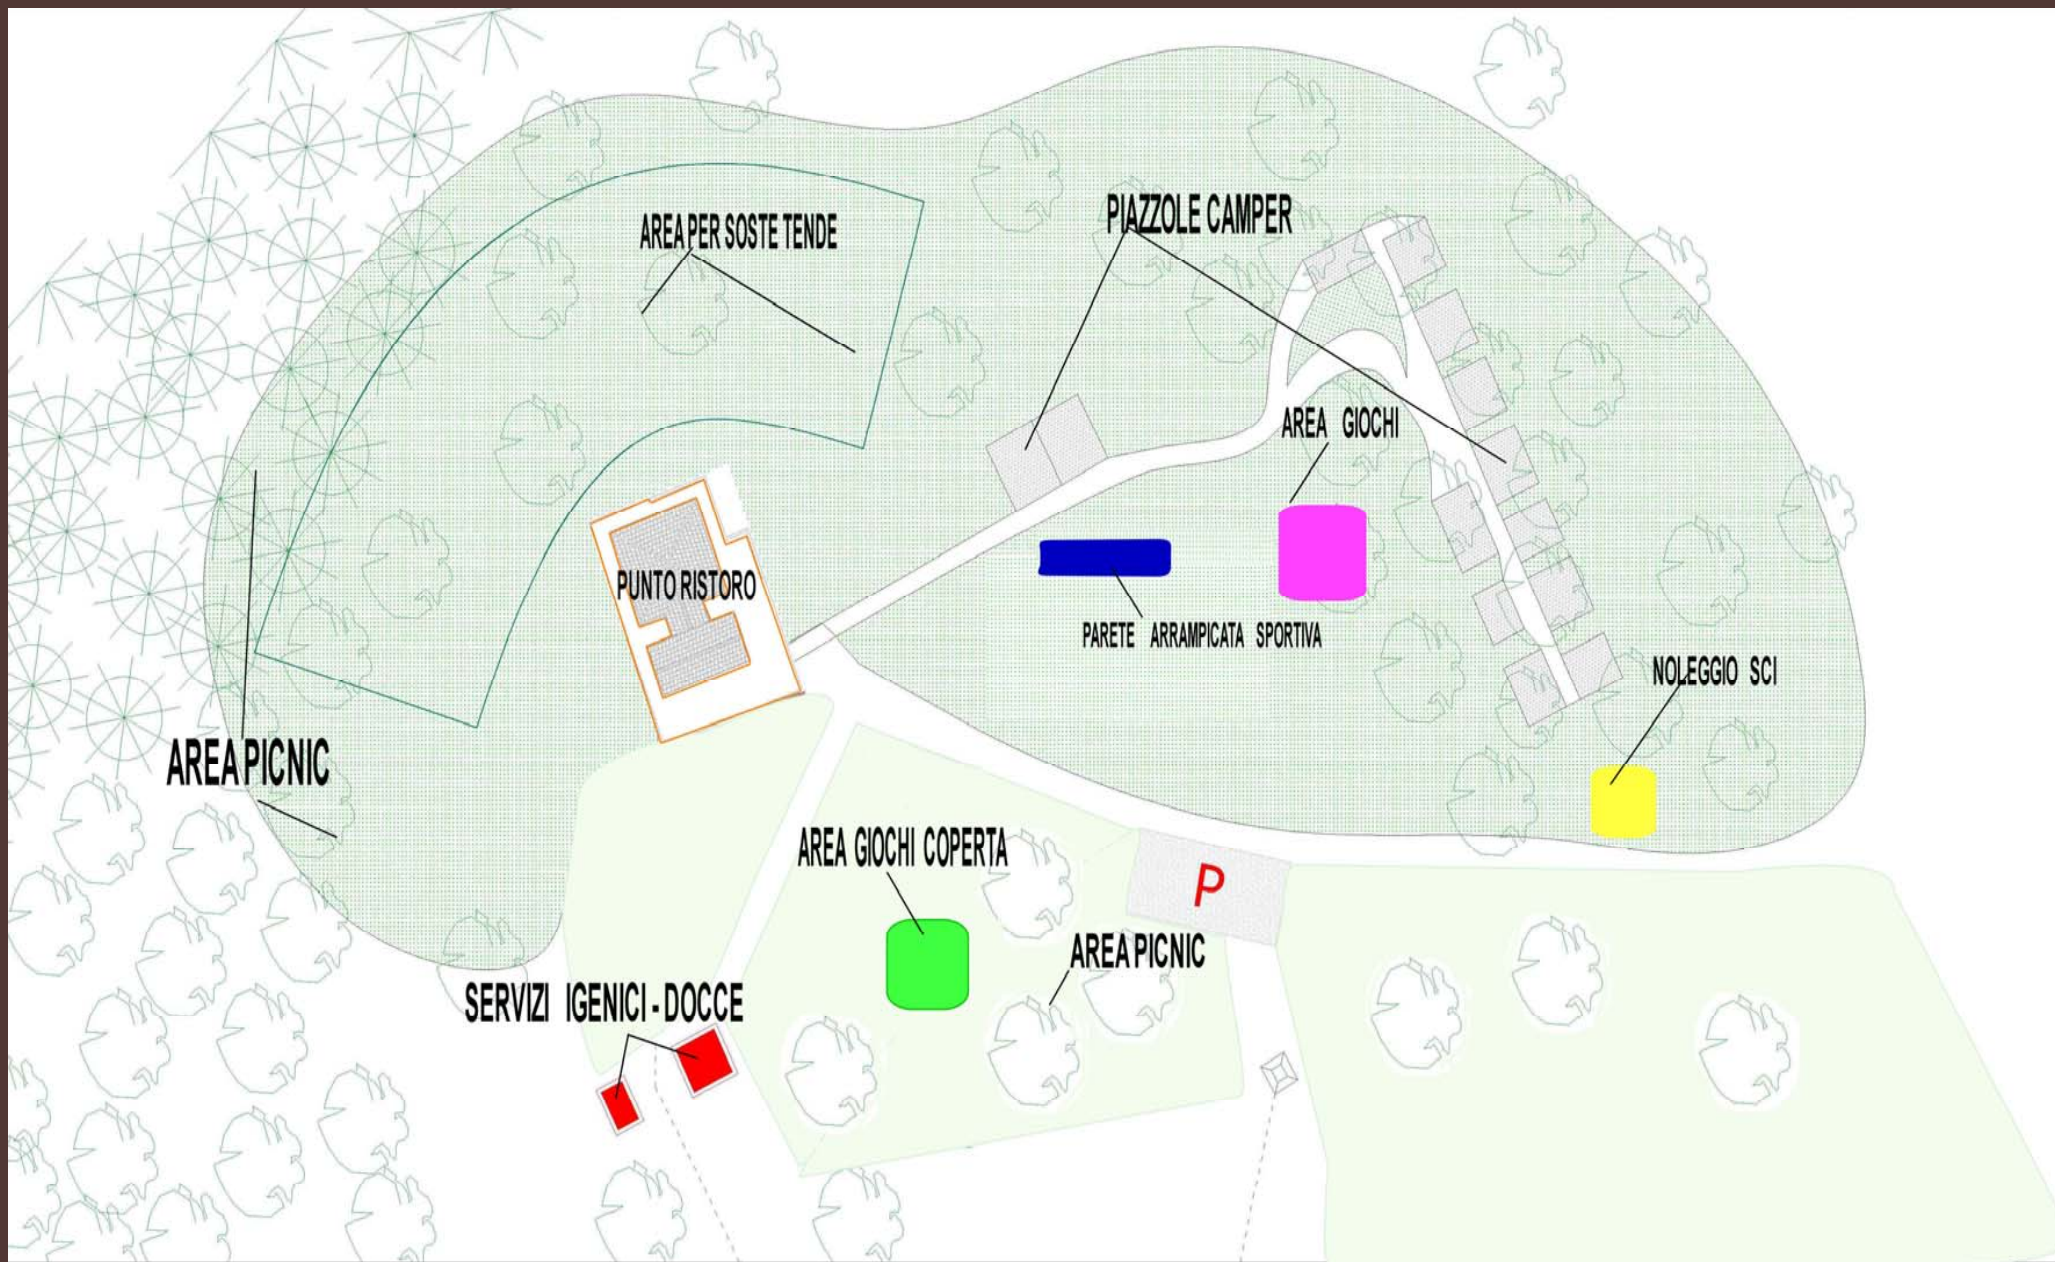 PIAZZOLE CAMPER
AREA PER SOSTE TENDE
AREA GIOCHI
PUNTO RISTORO
PARETE ARRAMPICATA SPORTIVA
NOLEGGIO SCI
AREA PICNIC
AREA GIOCHI COPERTA
P
AREA PICNIC
SERVIZI IGENICI - DOCCE